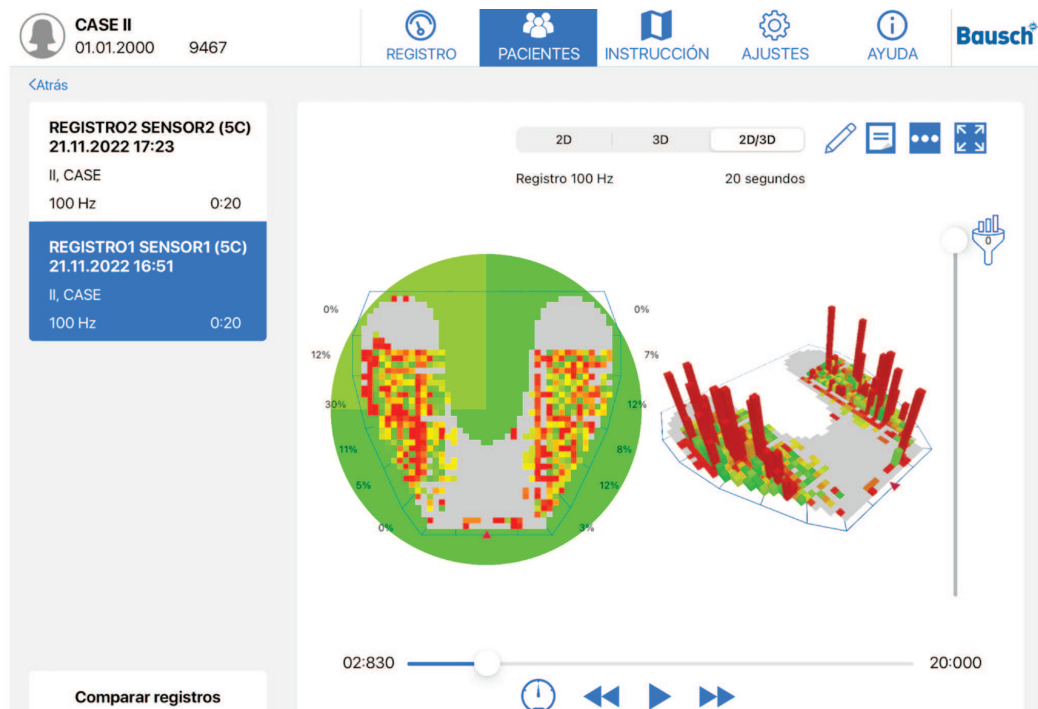 CASE II
01.01.2000 9467
REGISTRO
PACIENTES
INSTRUCCIÓN
AJUSTES
AYUDA
Bausch
<Atrás
REGISTRO2 SENSOR2 (5C)
21.11.2022 17:23
II, CASE
100 Hz 0:20
REGISTRO1 SENSOR1 (5C)
21.11.2022 16:51
II, CASE
100 Hz 0:20
2D 3D 2D/3D
Registro 100 Hz 20 segundos
0
0% 0%
12% 7%
30% 12%
11% 8%
5% 12%
0% 3%
02:830 20:000
Comparar registros